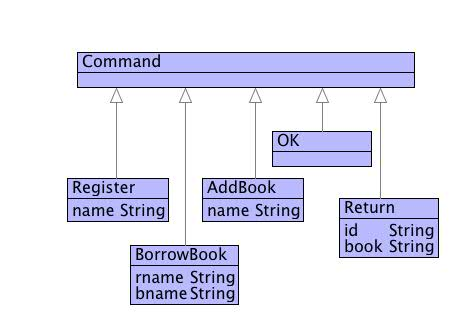 Command
OK
Register
name String
AddBook
name String
Return
id String
book String
BorrowBook
rname String
bname String